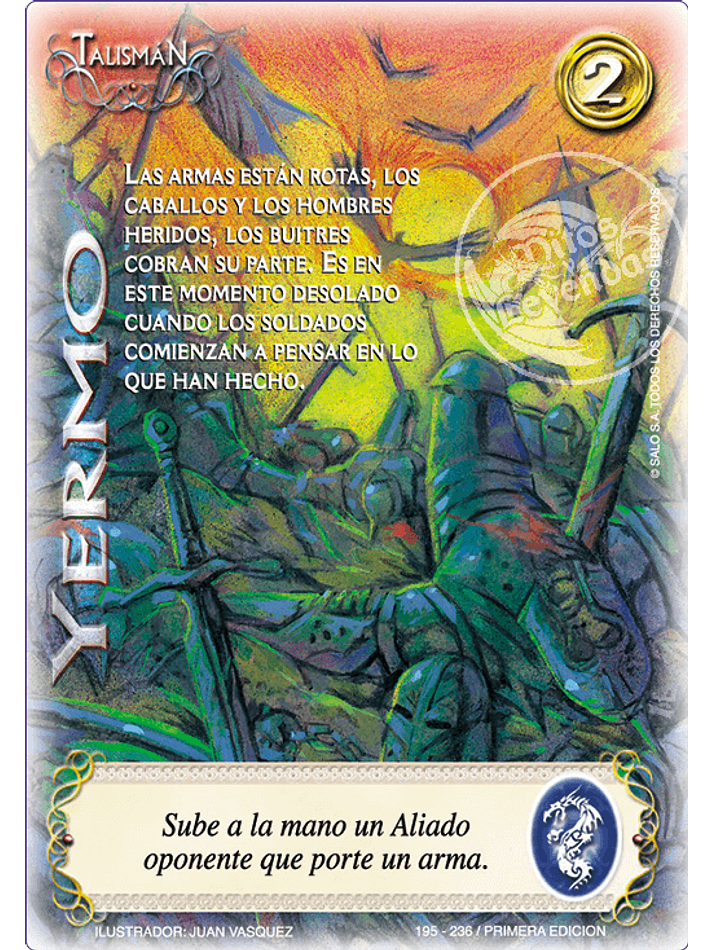 TALISMÁN
2
LAS ARMAS ESTÁN ROTAS, LOS
CABALLOS Y LOS HOMBRES
HERIDOS, LOS BUITRES
COBRAN SU PARTE. ES EN
ESTE MOMENTO DESOLADO
CUANDO LOS SOLDADOS
COMIENZAN A PENSAR EN LO
QUE HAN HECHO.
Mitos
Leyendas
© SALO S.A. TODOS LOS DERECHOS RESERVADOS
YERMO
Sube a la mano un Aliado
oponente que porte un arma.
ILUSTRADOR: JUAN VASQUEZ
195 - 236 / PRIMERA EDICION